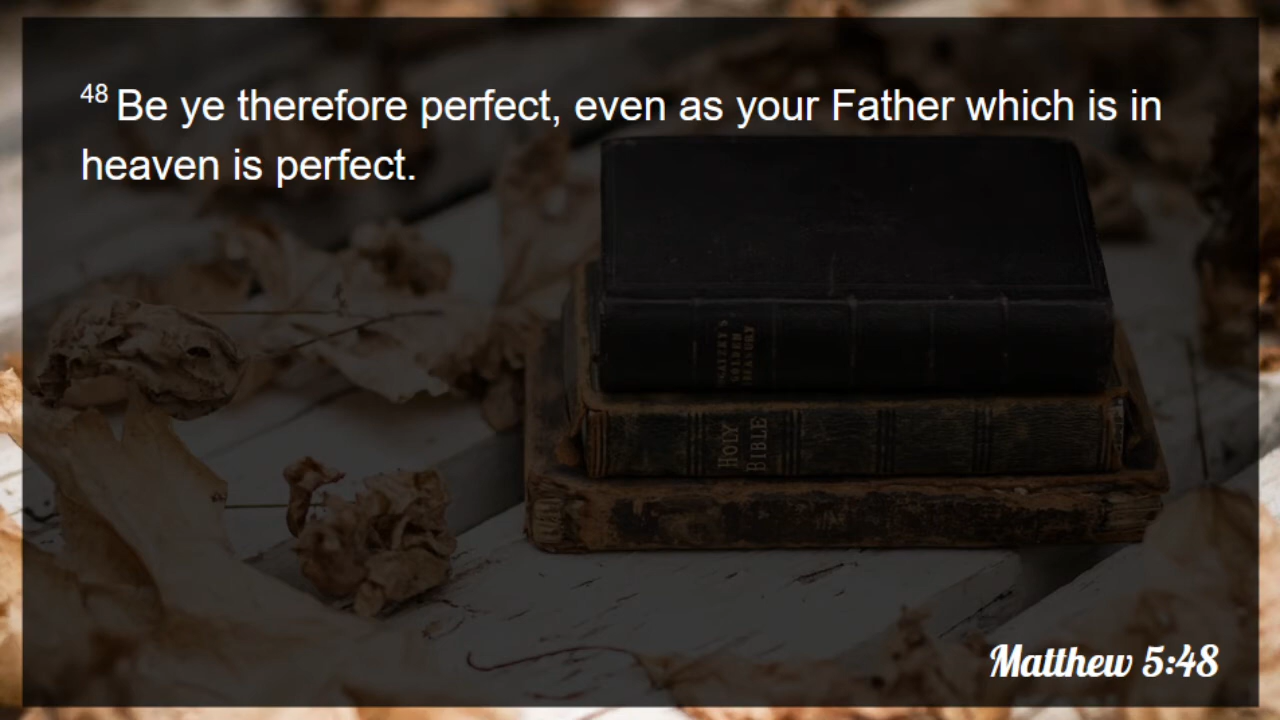 48 Be ye therefore perfect, even as your Father which is in
heaven is perfect.
GOLDEN
HOLY
BIBLE
Matthew 5:48